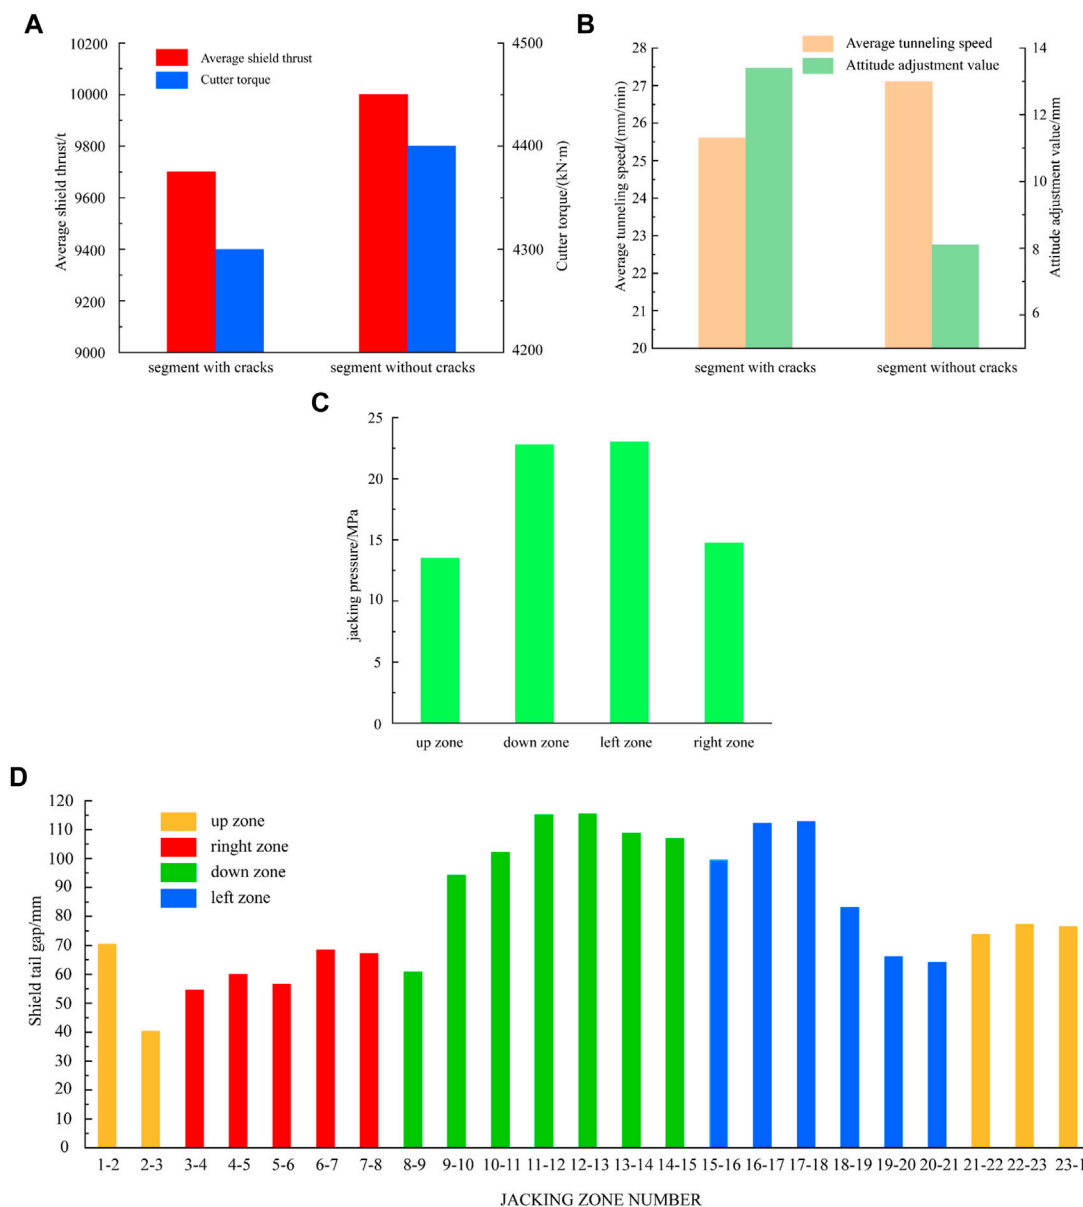 A
10200
10000
9800
9600
9400
9200
9000
Average shield thrust/t
Average shield thrust
Cutter torque
4500
4400
4300
4200
Cutter torque/(kN·m)
segment with cracks
segment without cracks
B
28
27
26
25
24
23
22
21
20
Average tunneling speed/(mm/min)
Average tunneling speed
Attitude adjustment value
14
12
10
8
6
Attitude adjustment value/mm
segment with cracks
segment without cracks
C
25
20
15
10
5
0
jacking pressure/MPa
up zone
down zone
left zone
right zone
D
120
110
100
90
80
70
60
50
40
30
20
10
0
Shield tail gap/mm
up zone
ringht zone
down zone
left zone
1-2 2-3 3-4 4-5 5-6 6-7 7-8 8-9 9-10 10-11 11-12 12-13 13-14 14-15 15-16 16-17 17-18 18-19 19-20 20-21 21-22 22-23 23-1
JACKING ZONE NUMBER